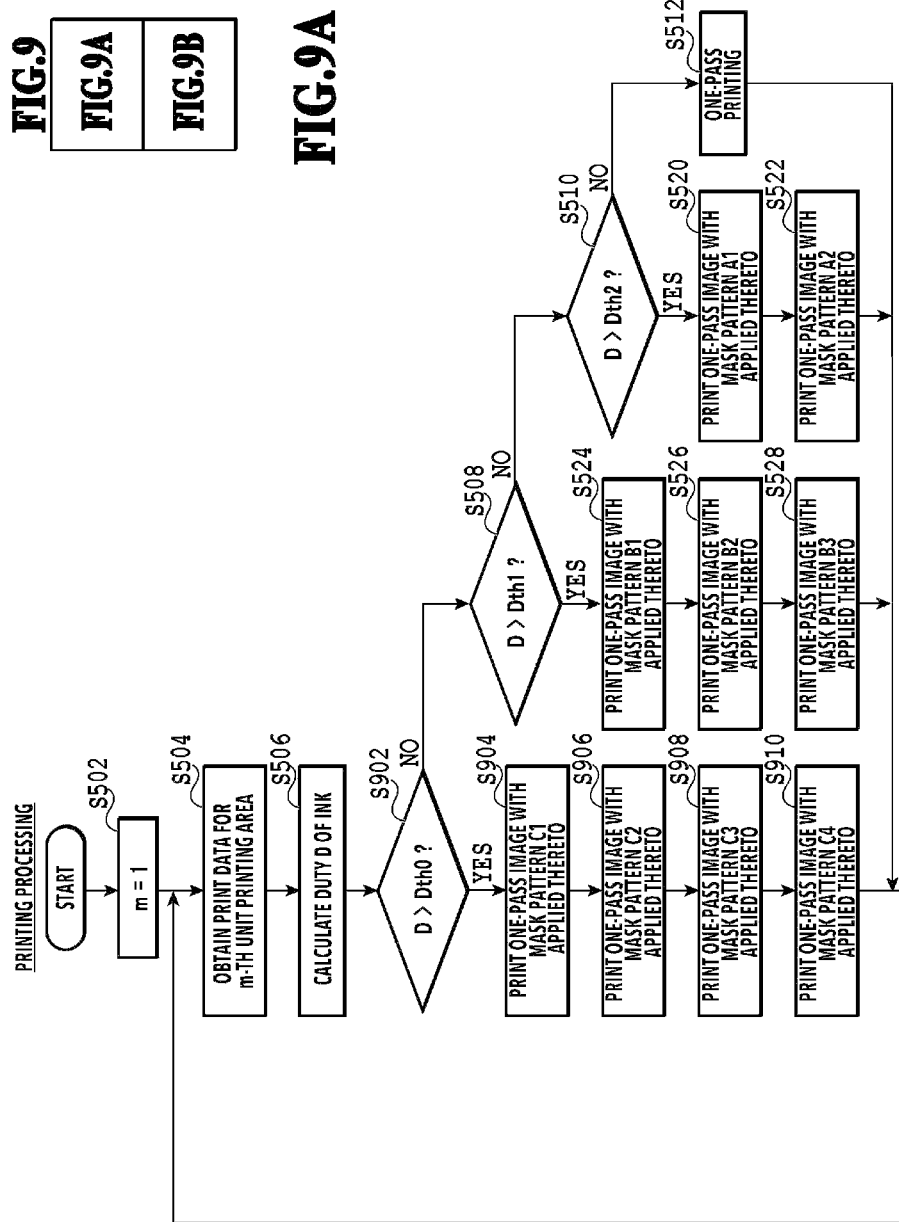 FIG.9
FIG.9A
FIG.9B
FIG.9A
PRINTING PROCESSING
START
S502
m = 1
S504
OBTAIN PRINT DATA FOR
m-TH UNIT PRINTING AREA
S506
CALCULATE DUTY D OF INK
S902
D > Dth0 ?
NO
YES
S904
PRINT ONE-PASS IMAGE WITH
MASK PATTERN C1
APPLIED THERETO
S906
PRINT ONE-PASS IMAGE WITH
MASK PATTERN C2
APPLIED THERETO
S908
PRINT ONE-PASS IMAGE WITH
MASK PATTERN C3
APPLIED THERETO
S910
PRINT ONE-PASS IMAGE WITH
MASK PATTERN C4
APPLIED THERETO
S508
D > Dth1 ?
NO
YES
S524
PRINT ONE-PASS IMAGE WITH
MASK PATTERN B1
APPLIED THERETO
S526
PRINT ONE-PASS IMAGE WITH
MASK PATTERN B2
APPLIED THERETO
S528
PRINT ONE-PASS IMAGE WITH
MASK PATTERN B3
APPLIED THERETO
S510
D > Dth2 ?
NO
YES
S520
PRINT ONE-PASS IMAGE WITH
MASK PATTERN A1
APPLIED THERETO
S522
PRINT ONE-PASS IMAGE WITH
MASK PATTERN A2
APPLIED THERETO
S512
ONE-PASS
PRINTING